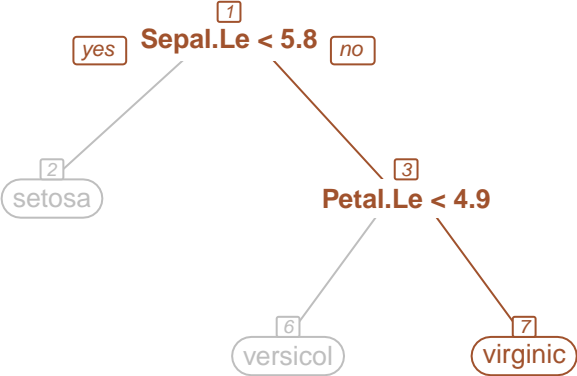 1
yes Sepal.Le < 5.8 no
2 3
setosa Petal.Le < 4.9
6 7
versicol virginic